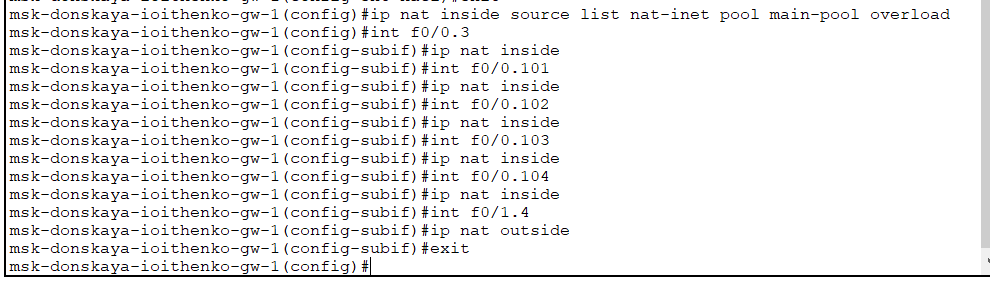 msk-donskaya-ioithenko-gw-1(config)#ip nat inside source list nat-inet pool main-pool overload
msk-donskaya-ioithenko-gw-1(config)#int f0/0.3
msk-donskaya-ioithenko-gw-1(config-subif)#ip nat inside
msk-donskaya-ioithenko-gw-1(config-subif)#int f0/0.101
msk-donskaya-ioithenko-gw-1(config-subif)#ip nat inside
msk-donskaya-ioithenko-gw-1(config-subif)#int f0/0.102
msk-donskaya-ioithenko-gw-1(config-subif)#ip nat inside
msk-donskaya-ioithenko-gw-1(config-subif)#int f0/0.103
msk-donskaya-ioithenko-gw-1(config-subif)#ip nat inside
msk-donskaya-ioithenko-gw-1(config-subif)#int f0/0.104
msk-donskaya-ioithenko-gw-1(config-subif)#ip nat inside
msk-donskaya-ioithenko-gw-1(config-subif)#int f0/1.4
msk-donskaya-ioithenko-gw-1(config-subif)#ip nat outside
msk-donskaya-ioithenko-gw-1(config-subif)#exit
msk-donskaya-ioithenko-gw-1(config)#